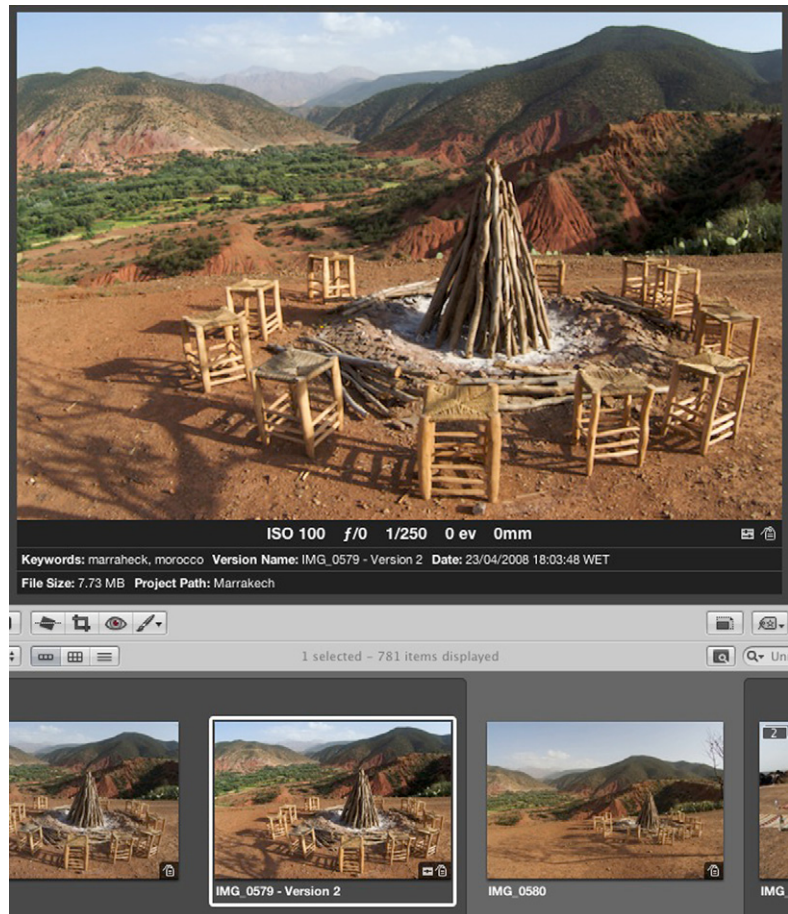 ISO 100 ƒ/0 1/250 0 ev 0mm
Keywords: marraheck, morocco Version Name: IMG_0579 - Version 2 Date: 23/04/2008 18:03:48 WET
File Size: 7.73 MB Project Path: Marrakech
1 selected – 781 items displayed
Un
2
IMG_0579 - Version 2 IMG_0580 IMG